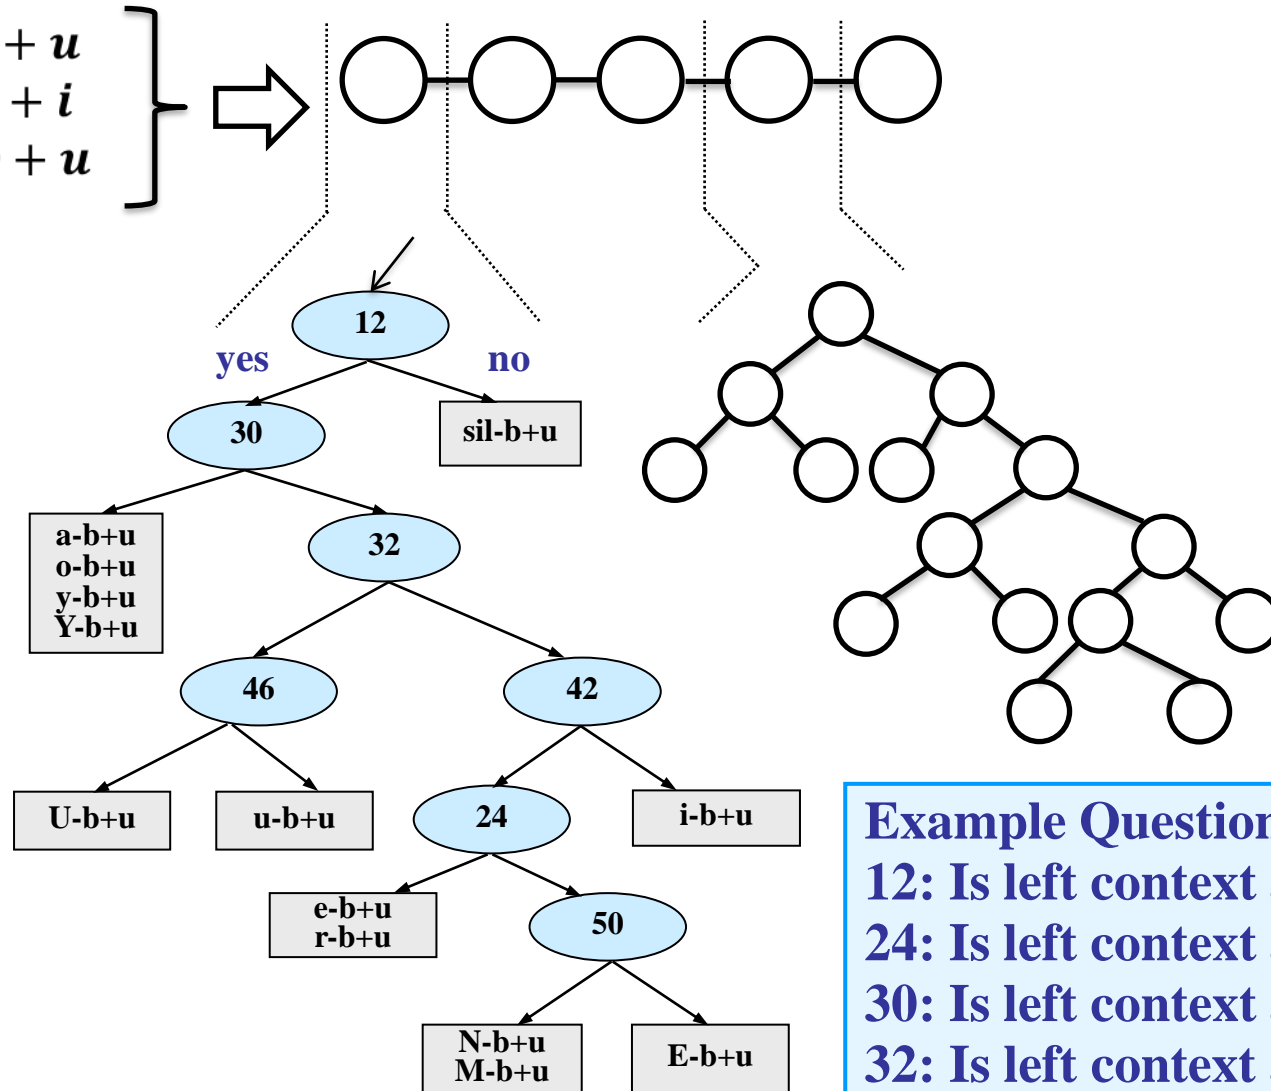 + u
+ i
+ u
12
yes
no
30
sil-b+u
a-b+u
o-b+u
y-b+u
Y-b+u
32
46
42
U-b+u
u-b+u
24
i-b+u
e-b+u
r-b+u
50
N-b+u
M-b+u
E-b+u
Example Question
12: Is left context
24: Is left context
30: Is left context
32: Is left context